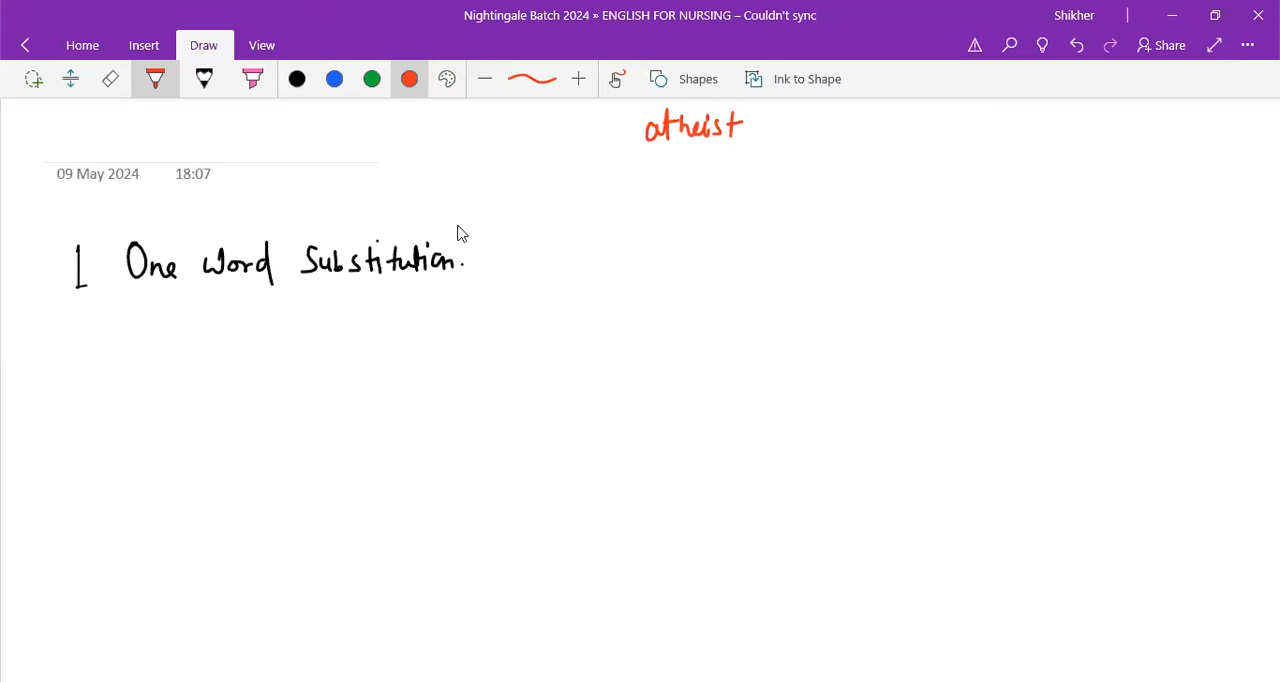 Nightingale Batch 2024 » ENGLISH FOR NURSING – Couldn't sync
Shikher
Home Insert Draw View
Share
Shapes Ink to Shape
atheist
09 May 2024 18:07
1 One Word Substitution.